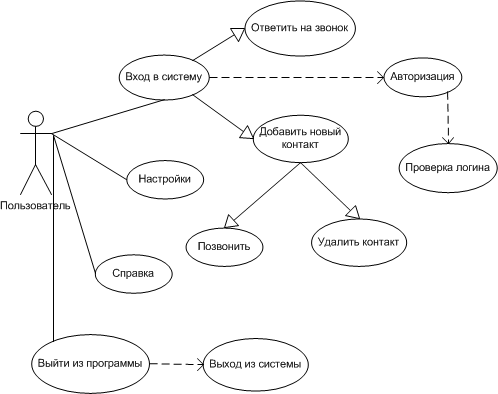 Ответить на звонок
Вход в систему
Авторизация
Добавить новый
контакт
Проверка логина
Настройки
Пользователь
Удалить контакт
Позвонить
Справка
Выйти из программы
Выход из системы